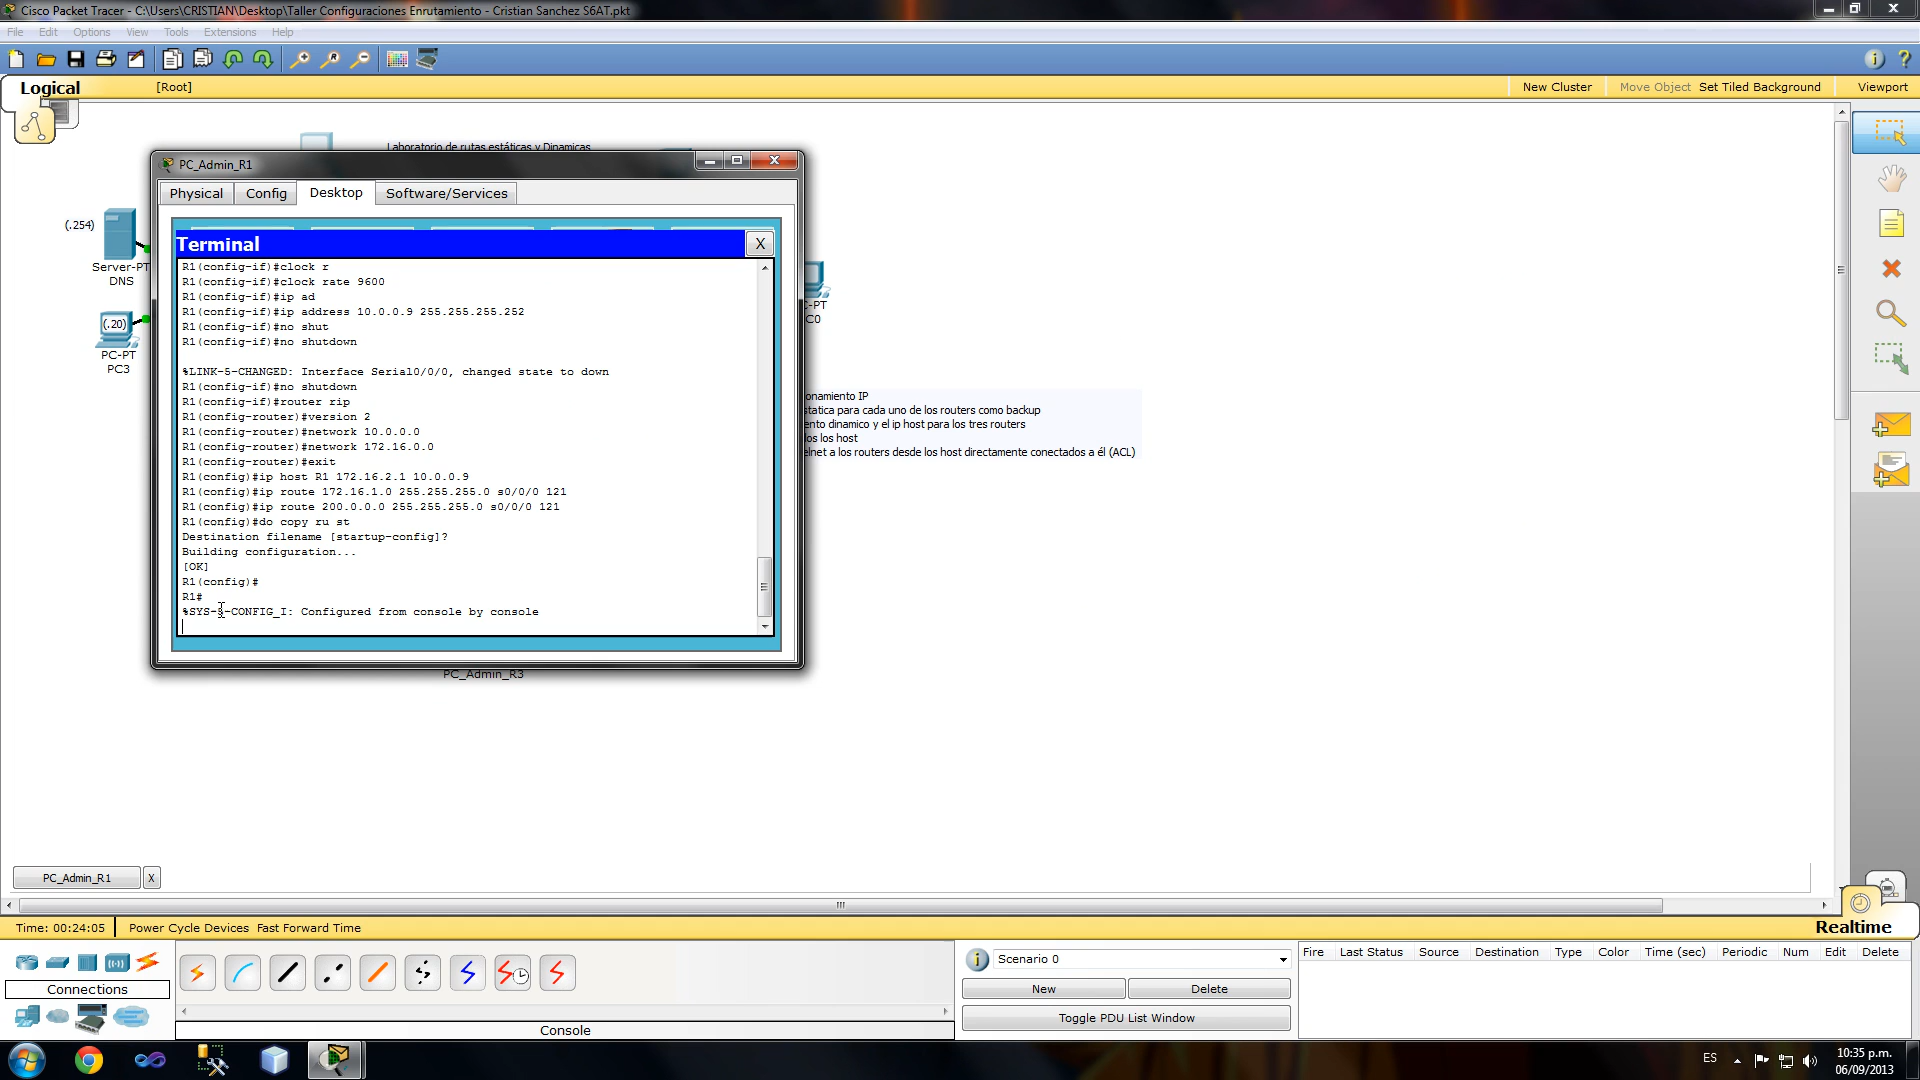 Cisco Packet Tracer - C:\Users\CRISTIAN\Desktop\Taller Configuraciones Enrutamiento - Cristian Sanchez S6AT.pkt
File Edit Options View Tools Extensions Help
Logical [Root] New Cluster Move Object Set Tiled Background Viewport
Laboratorio de rutas estáticas y Dinamicas
PC_Admin_R1
Physical Config Desktop Software/Services
(.254)
Server-PT
DNS
(.20)
PC-PT
PC3
Terminal X
R1(config-if)#clock r
R1(config-if)#clock rate 9600
R1(config-if)#ip ad
R1(config-if)#ip address 10.0.0.9 255.255.255.252
R1(config-if)#no shut
R1(config-if)#no shutdown
%LINK-5-CHANGED: Interface Serial0/0/0, changed state to down
R1(config-if)#no shutdown
R1(config-if)#router rip
R1(config-router)#version 2
R1(config-router)#network 10.0.0.0
R1(config-router)#network 172.16.0.0
R1(config-router)#exit
R1(config)#ip host R1 172.16.2.1 10.0.0.9
R1(config)#ip route 172.16.1.0 255.255.255.0 s0/0/0 121
R1(config)#ip route 200.0.0.0 255.255.255.0 s0/0/0 121
R1(config)#do copy ru st
Destination filename [startup-config]?
Building configuration...
[OK]
R1(config)#
R1#
%SYS-5-CONFIG_I: Configured from console by console
C-PT
C0
onamiento IP
statica para cada uno de los routers como backup
ento dinamico y el ip host para los tres routers
los los host
elnet a los routers desde los host directamente conectados a él (ACL)
PC_Admin_R3
PC_Admin_R1 X
Time: 00:24:05 Power Cycle Devices Fast Forward Time Realtime
Connections
Console
Scenario 0
New Delete
Toggle PDU List Window
Fire Last Status Source Destination Type Color Time (sec) Periodic Num Edit Delete
ES 10:35 p.m.
06/09/2013